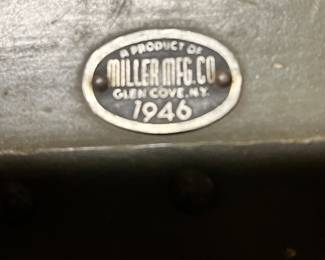 A PRODUCT OF
MILLER MFG. CO
GLEN COVE, N.Y.
1946